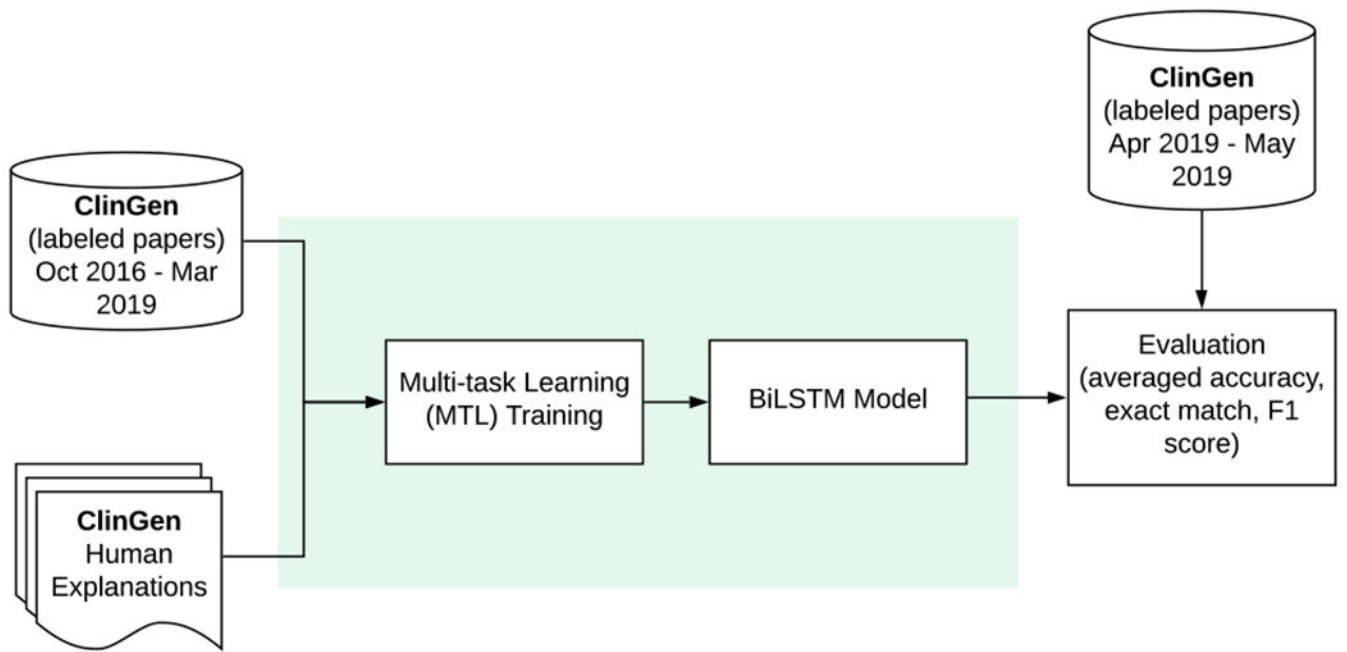 ClinGen
(labeled papers)
Oct 2016 - Mar
2019
ClinGen
Human
Explanations
Multi-task Learning
(MTL) Training
BiLSTM Model
ClinGen
(labeled papers)
Apr 2019 - May
2019
Evaluation
(averaged accuracy,
exact match, F1
score)